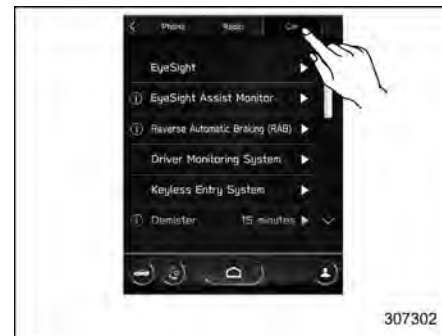 Phone Radio Car
EyeSight
EyeSight Assist Monitor
Reverse Automatic Braking (RAB)
Driver Monitoring System
Keyless Entry System
Demister 15 minutes
307302